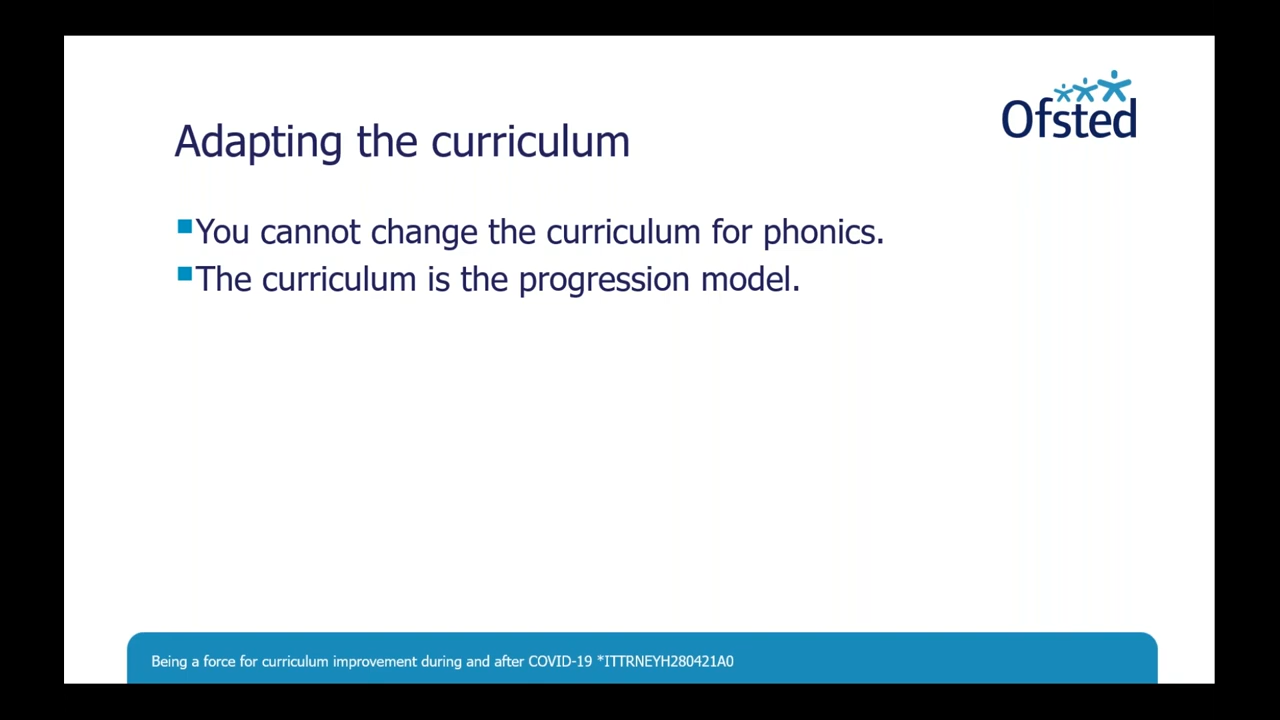 Ofsted
Adapting the curriculum
You cannot change the curriculum for phonics.
The curriculum is the progression model.
Being a force for curriculum improvement during and after COVID-19 *ITTRNEYH280421A0